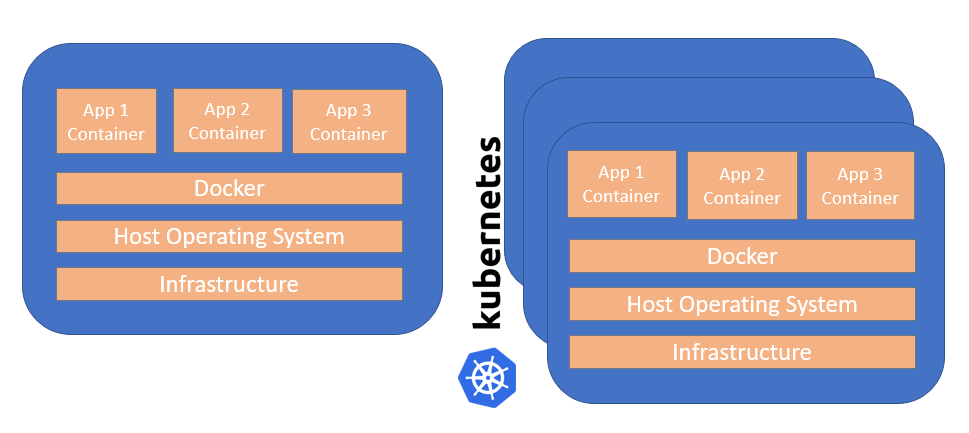 App 1
Container
App 2
Container
App 3
Container
Docker
Host Operating System
Infrastructure
kubernetes
App 1
Container
App 2
Container
App 3
Container
Docker
Host Operating System
Infrastructure